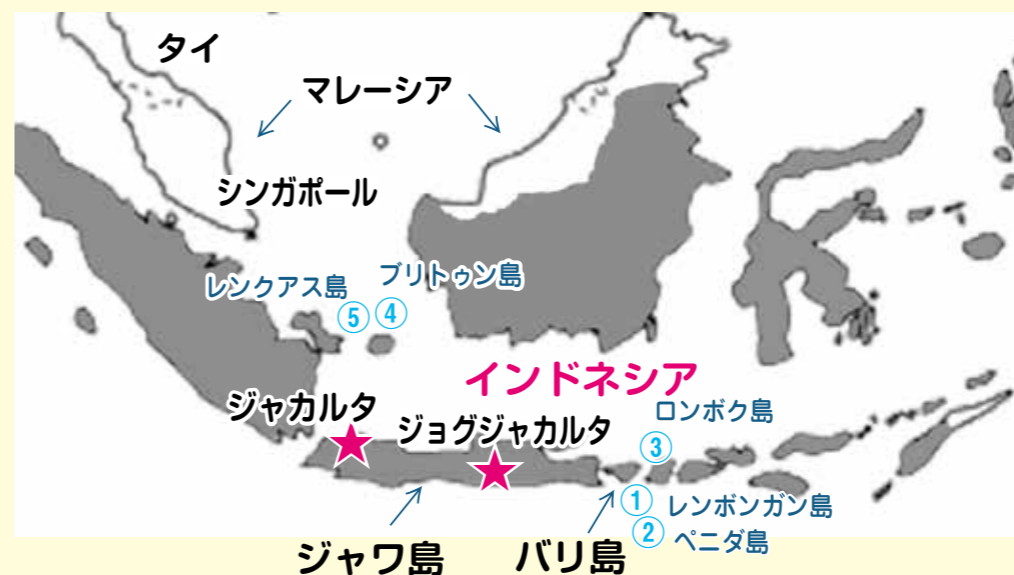 タイ
マレーシア
シンガポール
レンクアス島
ブリトゥン島
⑤
④
インドネシア
ジャカルタ
ジョグジャカルタ
ロンボク島
③
①
レンボンガン島
②
ペニダ島
ジャワ島
バリ島